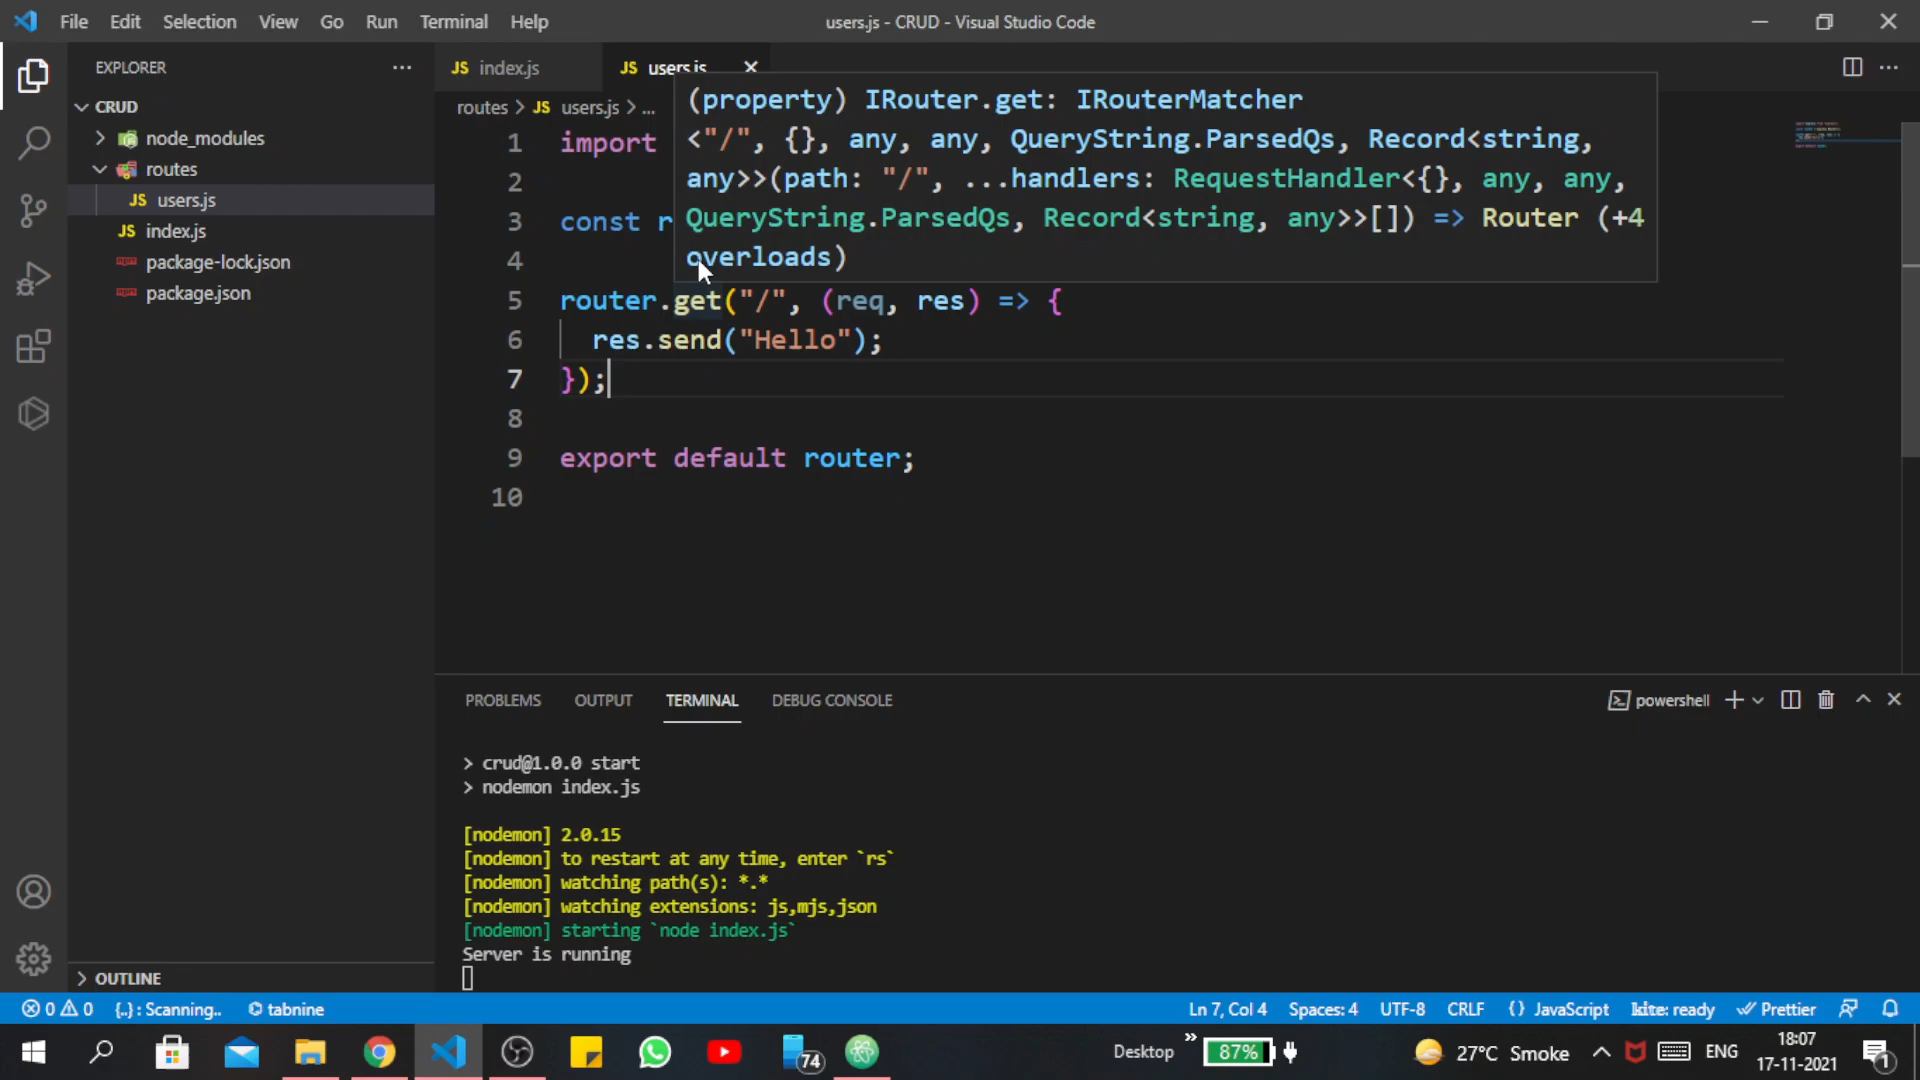 File Edit Selection View Go Run Terminal Help
users.js - CRUD - Visual Studio Code
EXPLORER
CRUD
node_modules
routes
JS users.js
JS index.js
package-lock.json
package.json
OUTLINE
JS index.js
JS users.js
routes > JS users.js > ...
(property) IRouter.get: IRouterMatcher
<"/", {}, any, any, QueryString.ParsedQs, Record<string,
any>>(path: "/", ...handlers: RequestHandler<{}, any, any,
QueryString.ParsedQs, Record<string, any>>[]) => Router (+4
overloads)
1 import
2
3 const r
4
5 router.get("/", (req, res) => {
6 res.send("Hello");
7 });
8
9 export default router;
10
PROBLEMS OUTPUT TERMINAL DEBUG CONSOLE
powershell
> crud@1.0.0 start
> nodemon index.js
[nodemon] 2.0.15
[nodemon] to restart at any time, enter `rs`
[nodemon] watching path(s): *.*
[nodemon] watching extensions: js,mjs,json
[nodemon] starting `node index.js`
Server is running
0 0 {..} : Scanning.. tabnine
Ln 7, Col 4 Spaces: 4 UTF-8 CRLF {} JavaScript kite: ready Prettier
74
Desktop » 87% 27°C Smoke ENG
18:07
17-11-2021
1